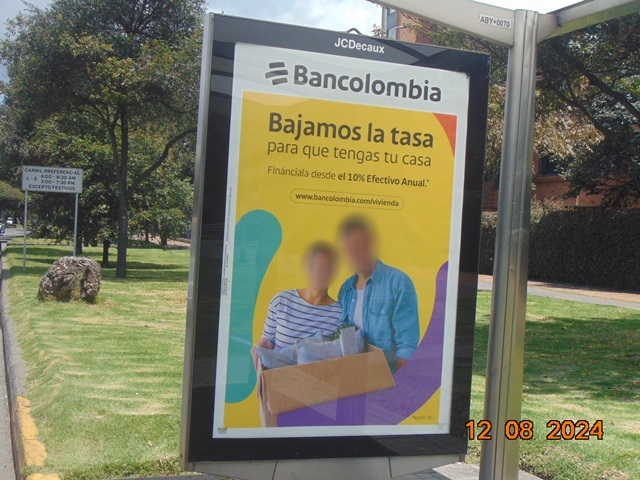 ABY+0070
JCDecaux
Bancolombia
Bajamos la tasa
para que tengas tu casa
Fináncíala desde el 10% Efectivo Anual.*
www.bancolombia.com/vivienda
CARRIL PREFERENCIAL
EXCEPTO FESTIVOS
12 08 2024